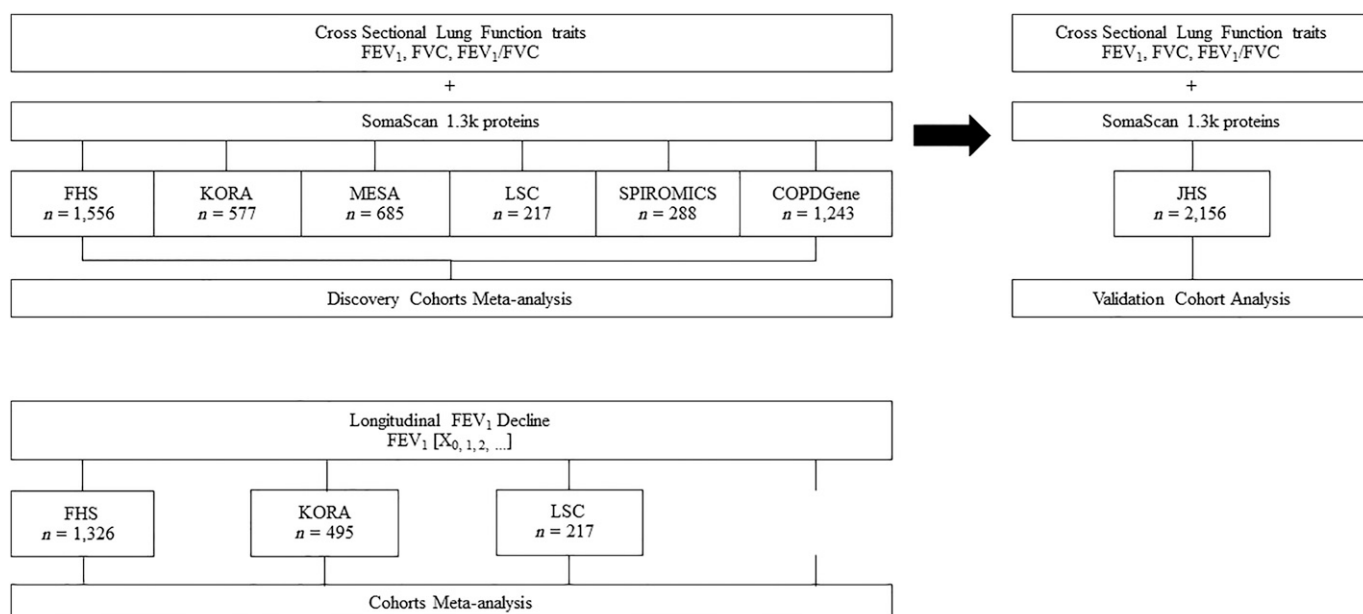 Cross Sectional Lung Function traits
FEV₁, FVC, FEV₁/FVC
+
SomaScan 1.3k proteins
FHS
n = 1,556
KORA
n = 577
MESA
n = 685
LSC
n = 217
SPIROMICS
n = 288
COPDGene
n = 1,243
Discovery Cohorts Meta-analysis
Cross Sectional Lung Function traits
FEV₁, FVC, FEV₁/FVC
+
SomaScan 1.3k proteins
JHS
n = 2,156
Validation Cohort Analysis
Longitudinal FEV₁ Decline
FEV₁ [X₀, ₁, ₂, ...]
FHS
n = 1,326
KORA
n = 495
LSC
n = 217
Cohorts Meta-analysis